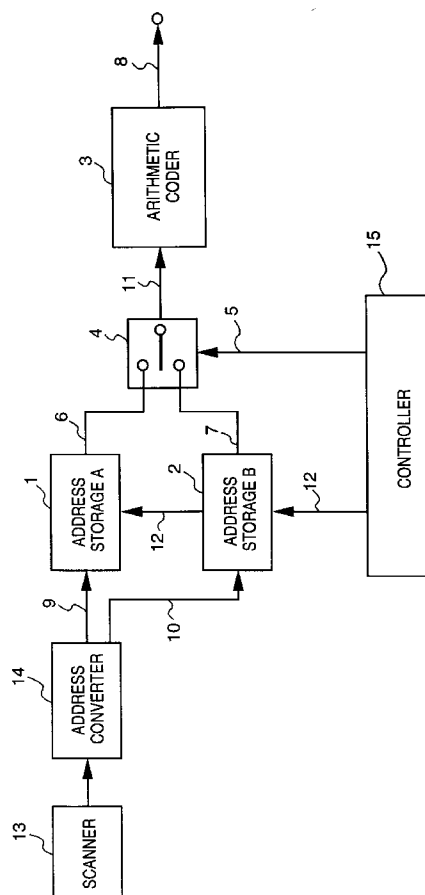 8
3
ARITHMETIC
CODER
11
4
15
5
6
7
1
ADDRESS
STORAGE A
2
ADDRESS
STORAGE B
12
12
CONTROLLER
9
10
14
ADDRESS
CONVERTER
13
SCANNER